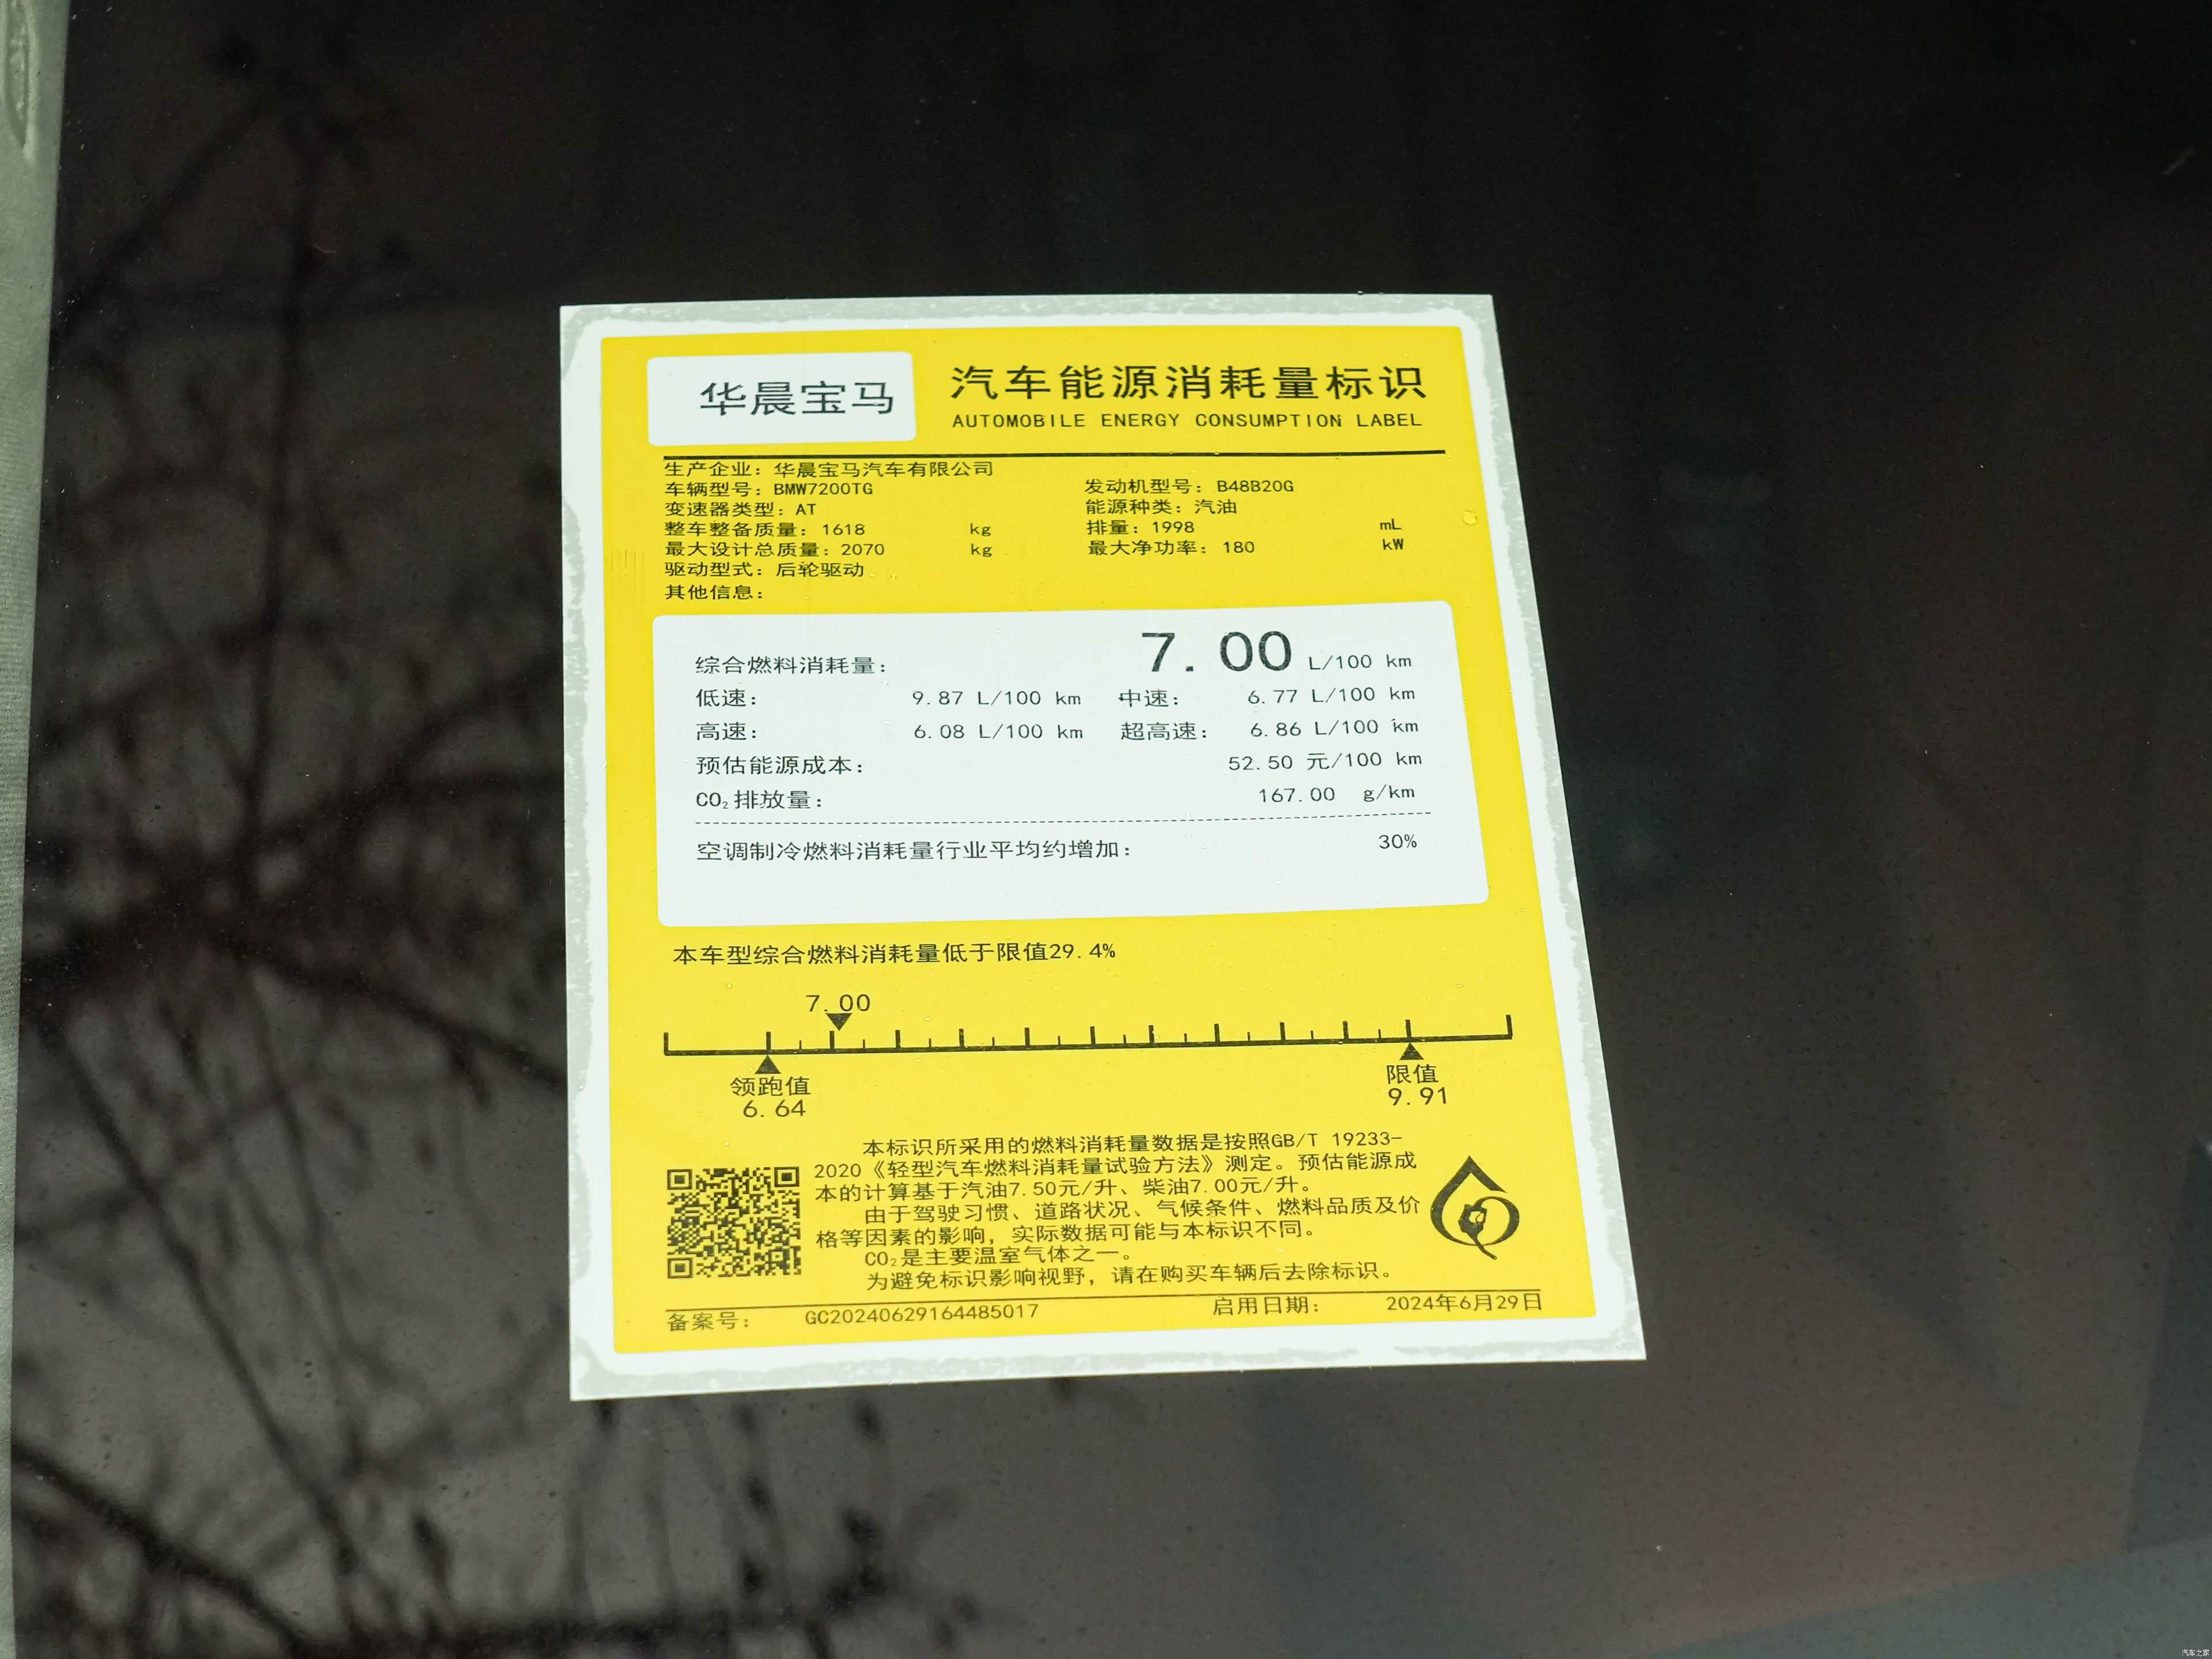 华晨宝马
汽车能源消耗量标识
AUTOMOBILE ENERGY CONSUMPTION LABEL
生产企业：华晨宝马汽车有限公司
车辆型号：BMW7200TG 发动机型号：B48B20G
变速器类型：AT 能源种类：汽油
整车整备质量：1618 kg 排量：1998 mL
最大设计总质量：2070 kg 最大净功率：180 kW
驱动型式：后轮驱动
其他信息：
综合燃料消耗量： 7.00 L/100 km
低速： 9.87 L/100 km 中速： 6.77 L/100 km
高速： 6.08 L/100 km 超高速： 6.86 L/100 km
预估能源成本： 52.50 元/100 km
CO₂排放量： 167.00 g/km
空调制冷燃料消耗量行业平均约增加： 30%
本车型综合燃料消耗量低于限值29.4%
7.00
领跑值 限值
6.64 9.91
本标识所采用的燃料消耗量数据是按照GB/T 19233-
2020《轻型汽车燃料消耗量试验方法》测定。预估能源成
本的计算基于汽油7.50元/升、柴油7.00元/升。
由于驾驶习惯、道路状况、气候条件、燃料品质及价
格等因素的影响，实际数据可能与本标识不同。
CO₂是主要温室气体之一。
为避免标识影响视野，请在购买车辆后去除标识。
备案号： GC20240629164485017 启用日期： 2024年6月29日
汽车之家